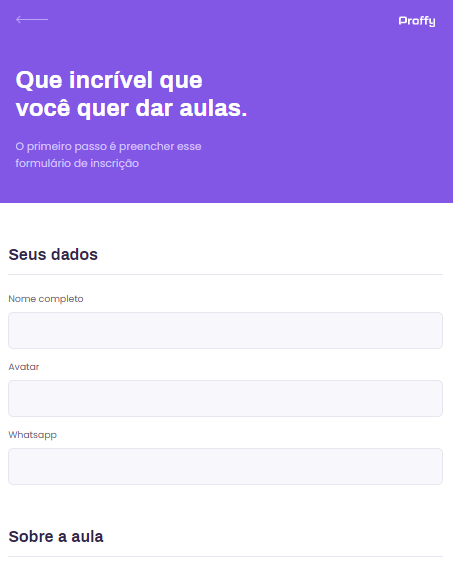 Proffy
Que incrível que
você quer dar aulas.
O primeiro passo é preencher esse
formulário de inscrição
Seus dados
Nome completo
Avatar
Whatsapp
Sobre a aula